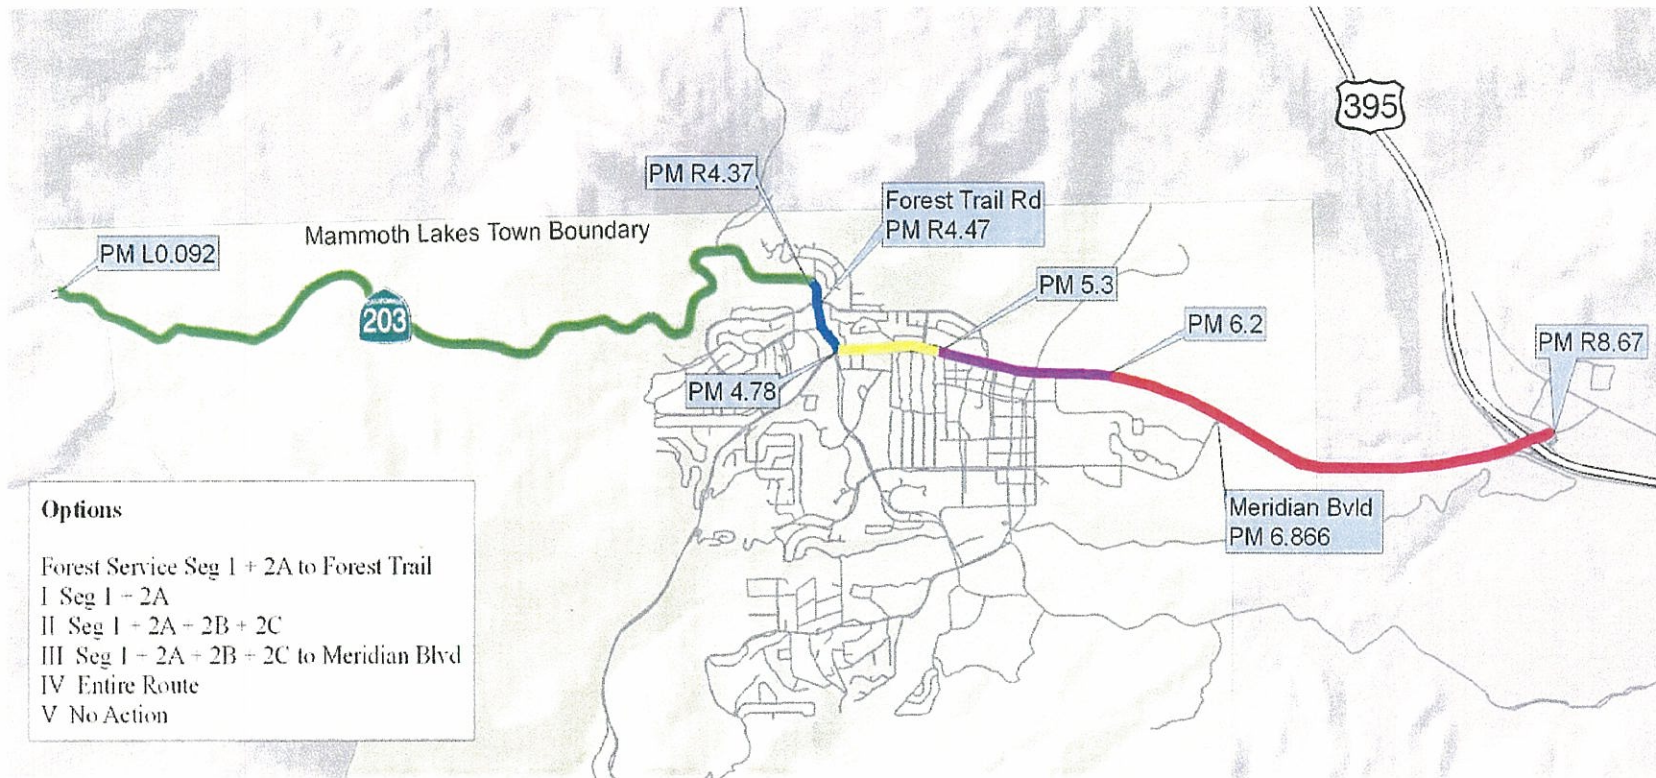 395
PM R4.37
Forest Trail Rd
PM R4.47
Mammoth Lakes Town Boundary
PM L0.092
PM 5.3
CALIFORNIA
203
PM 6.2
PM R8.67
PM 4.78
Meridian Bvld
PM 6.866
Options
Forest Service Seg 1 + 2A to Forest Trail
I Seg 1 + 2A
II Seg 1 + 2A + 2B + 2C
III Seg 1 + 2A + 2B + 2C to Meridian Blvd
IV Entire Route
V No Action